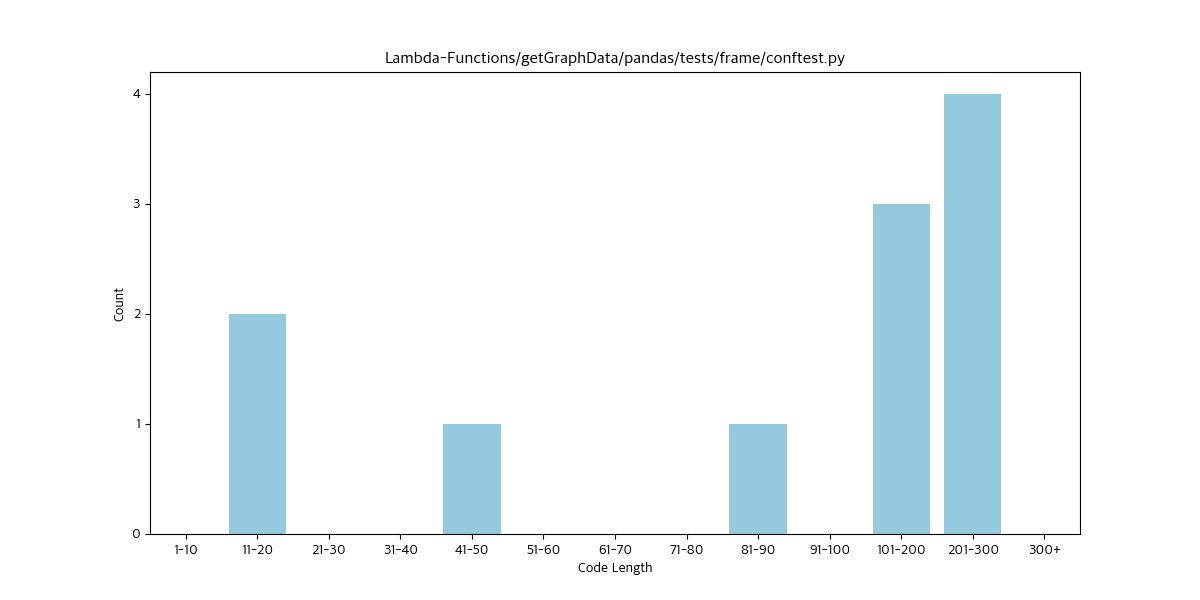 Lambda-Functions/getGraphData/pandas/tests/frame/conftest.py
4
3
2
1
0
Count
1-10 11-20 21-30 31-40 41-50 51-60 61-70 71-80 81-90 91-100 101-200 201-300 300+
Code Length